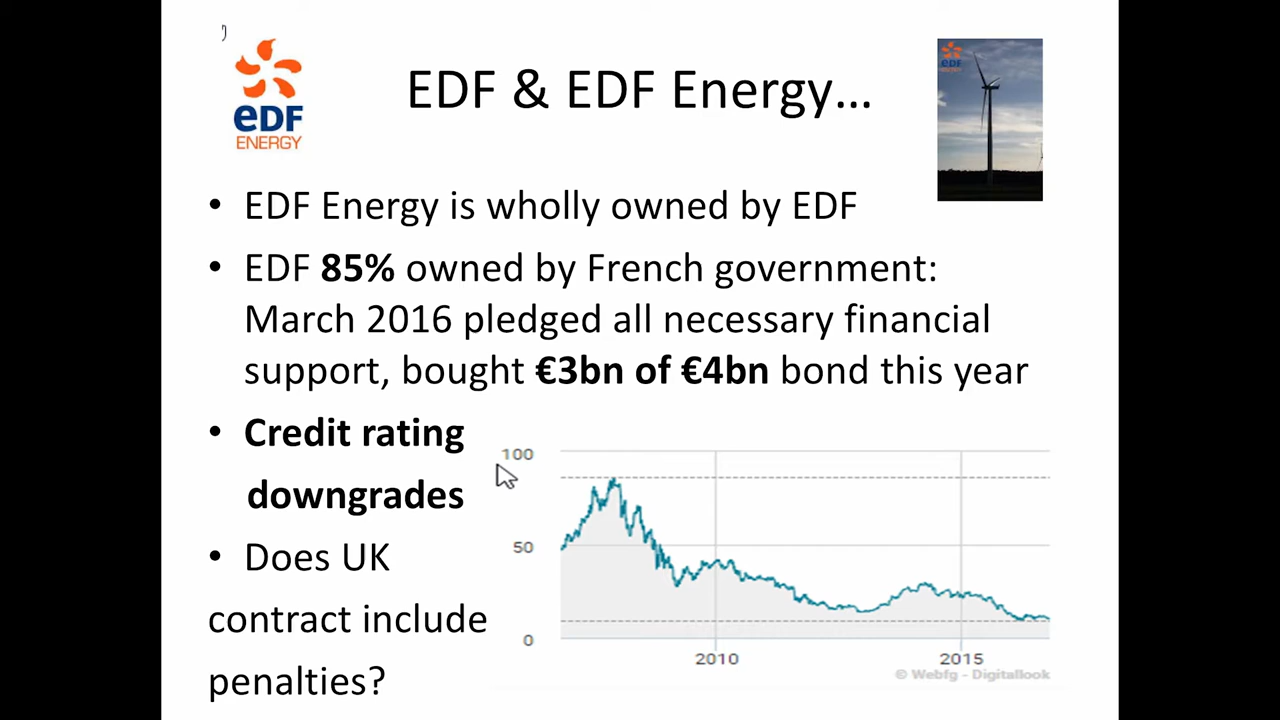 eDF
ENERGY
EDF & EDF Energy...
eDF
• EDF Energy is wholly owned by EDF
• EDF 85% owned by French government:
March 2016 pledged all necessary financial
support, bought €3bn of €4bn bond this year
• Credit rating
downgrades
• Does UK
contract include
penalties?
100
50
0
2010 2015
© Webfg - Digitallook